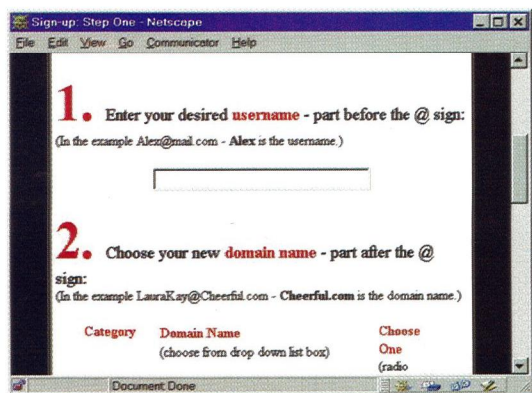 Sign-up: Step One - Netscape
File Edit View Go Communicator Help
1. Enter your desired username - part before the @ sign:
(In the example Alex@mail.com - Alex is the username.)
2. Choose your new domain name - part after the @
sign:
(In the example LauraKay@Cheerful.com - Cheerful.com is the domain name.)
Category Domain Name Choose
(choose from drop down list box) One
(radio
Document Done